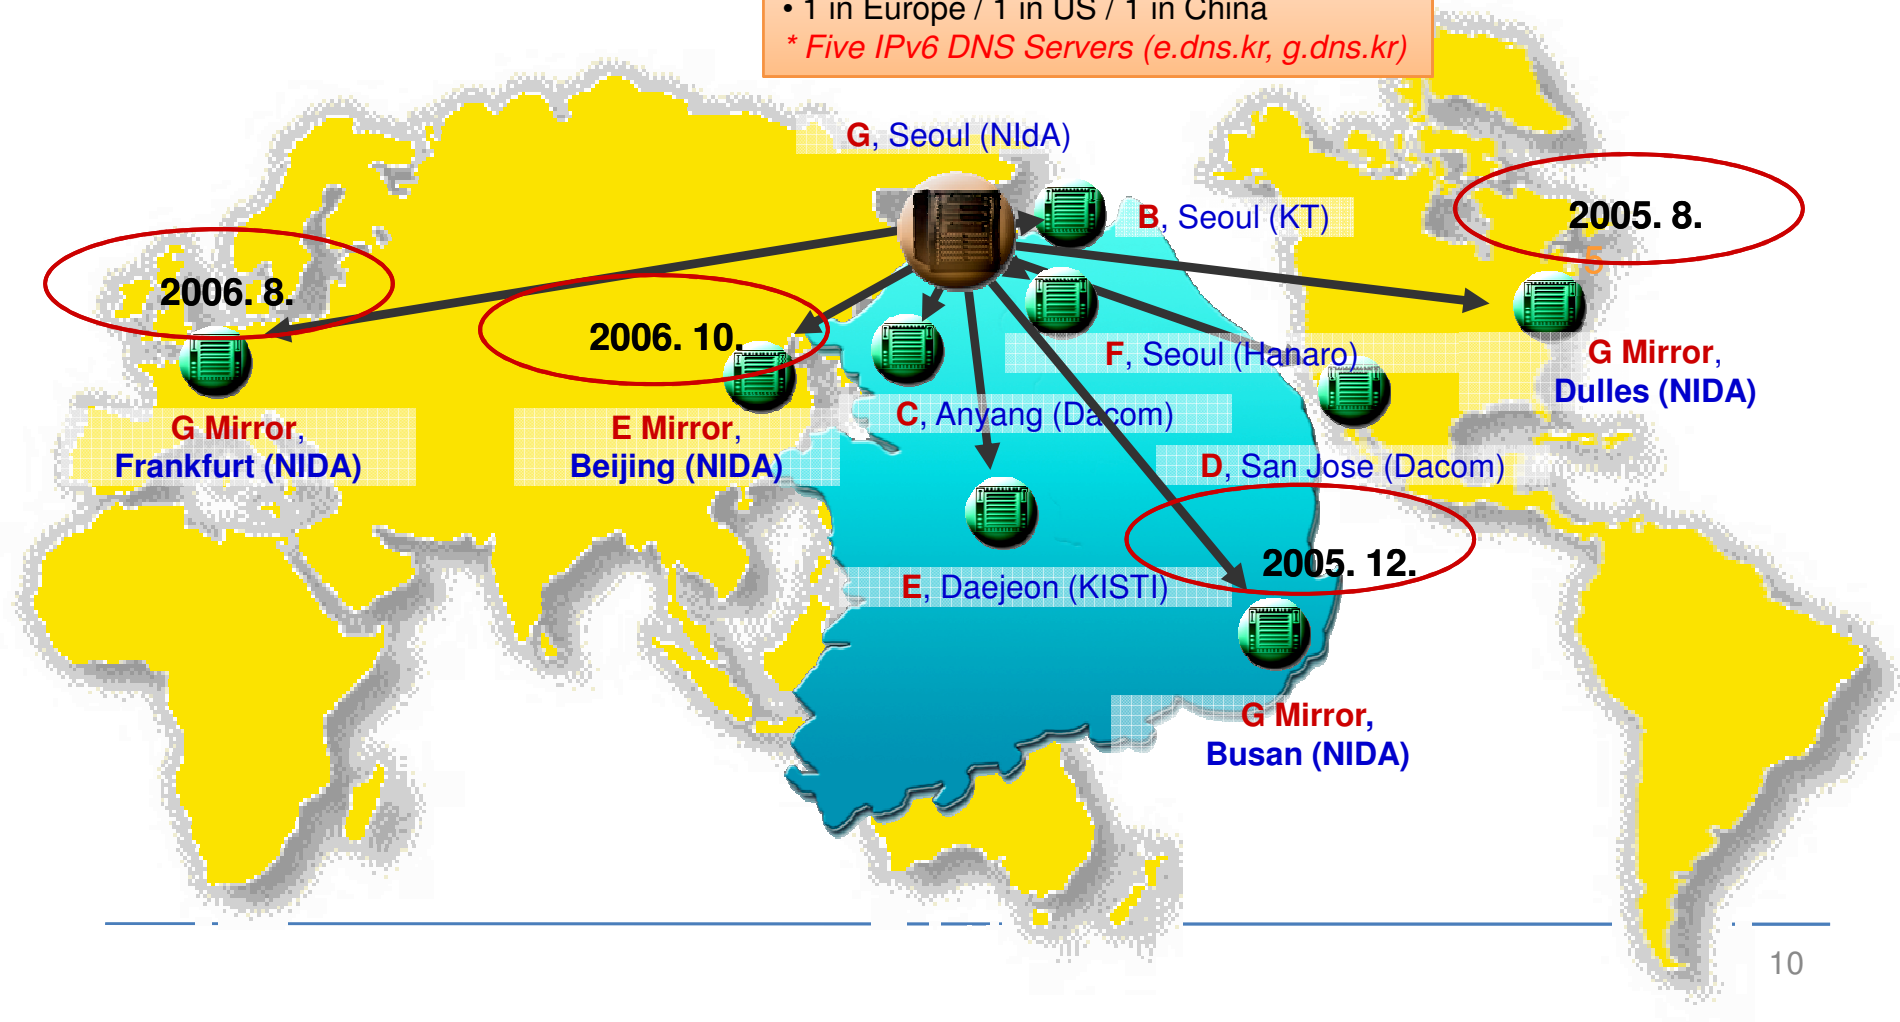 • 1 in Europe / 1 in US / 1 in China
* Five IPv6 DNS Servers (e.dns.kr, g.dns.kr)
G, Seoul (NIdA)
B, Seoul (KT)
2005. 8.
5
2006. 8.
2006. 10.
F, Seoul (Hanaro)
G Mirror,
Dulles (NIDA)
C, Anyang (Dacom)
G Mirror,
Frankfurt (NIDA)
E Mirror,
Beijing (NIDA)
D, San Jose (Dacom)
2005. 12.
E, Daejeon (KISTI)
G Mirror,
Busan (NIDA)
10